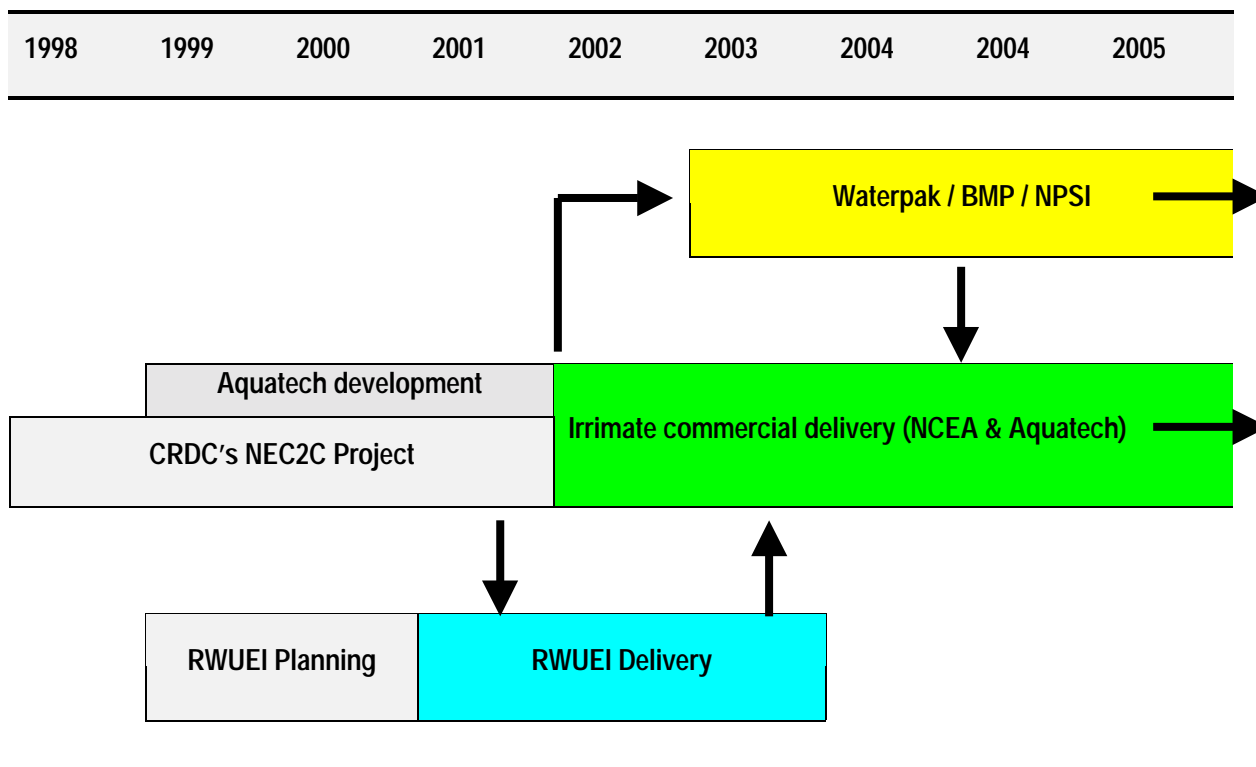 1998 1999 2000 2001 2002 2003 2004 2004 2005
Waterpak / BMP / NPSI
Aquatech development
Irrimate commercial delivery (NCEA & Aquatech)
CRDC's NEC2C Project
RWUEI Planning RWUEI Delivery